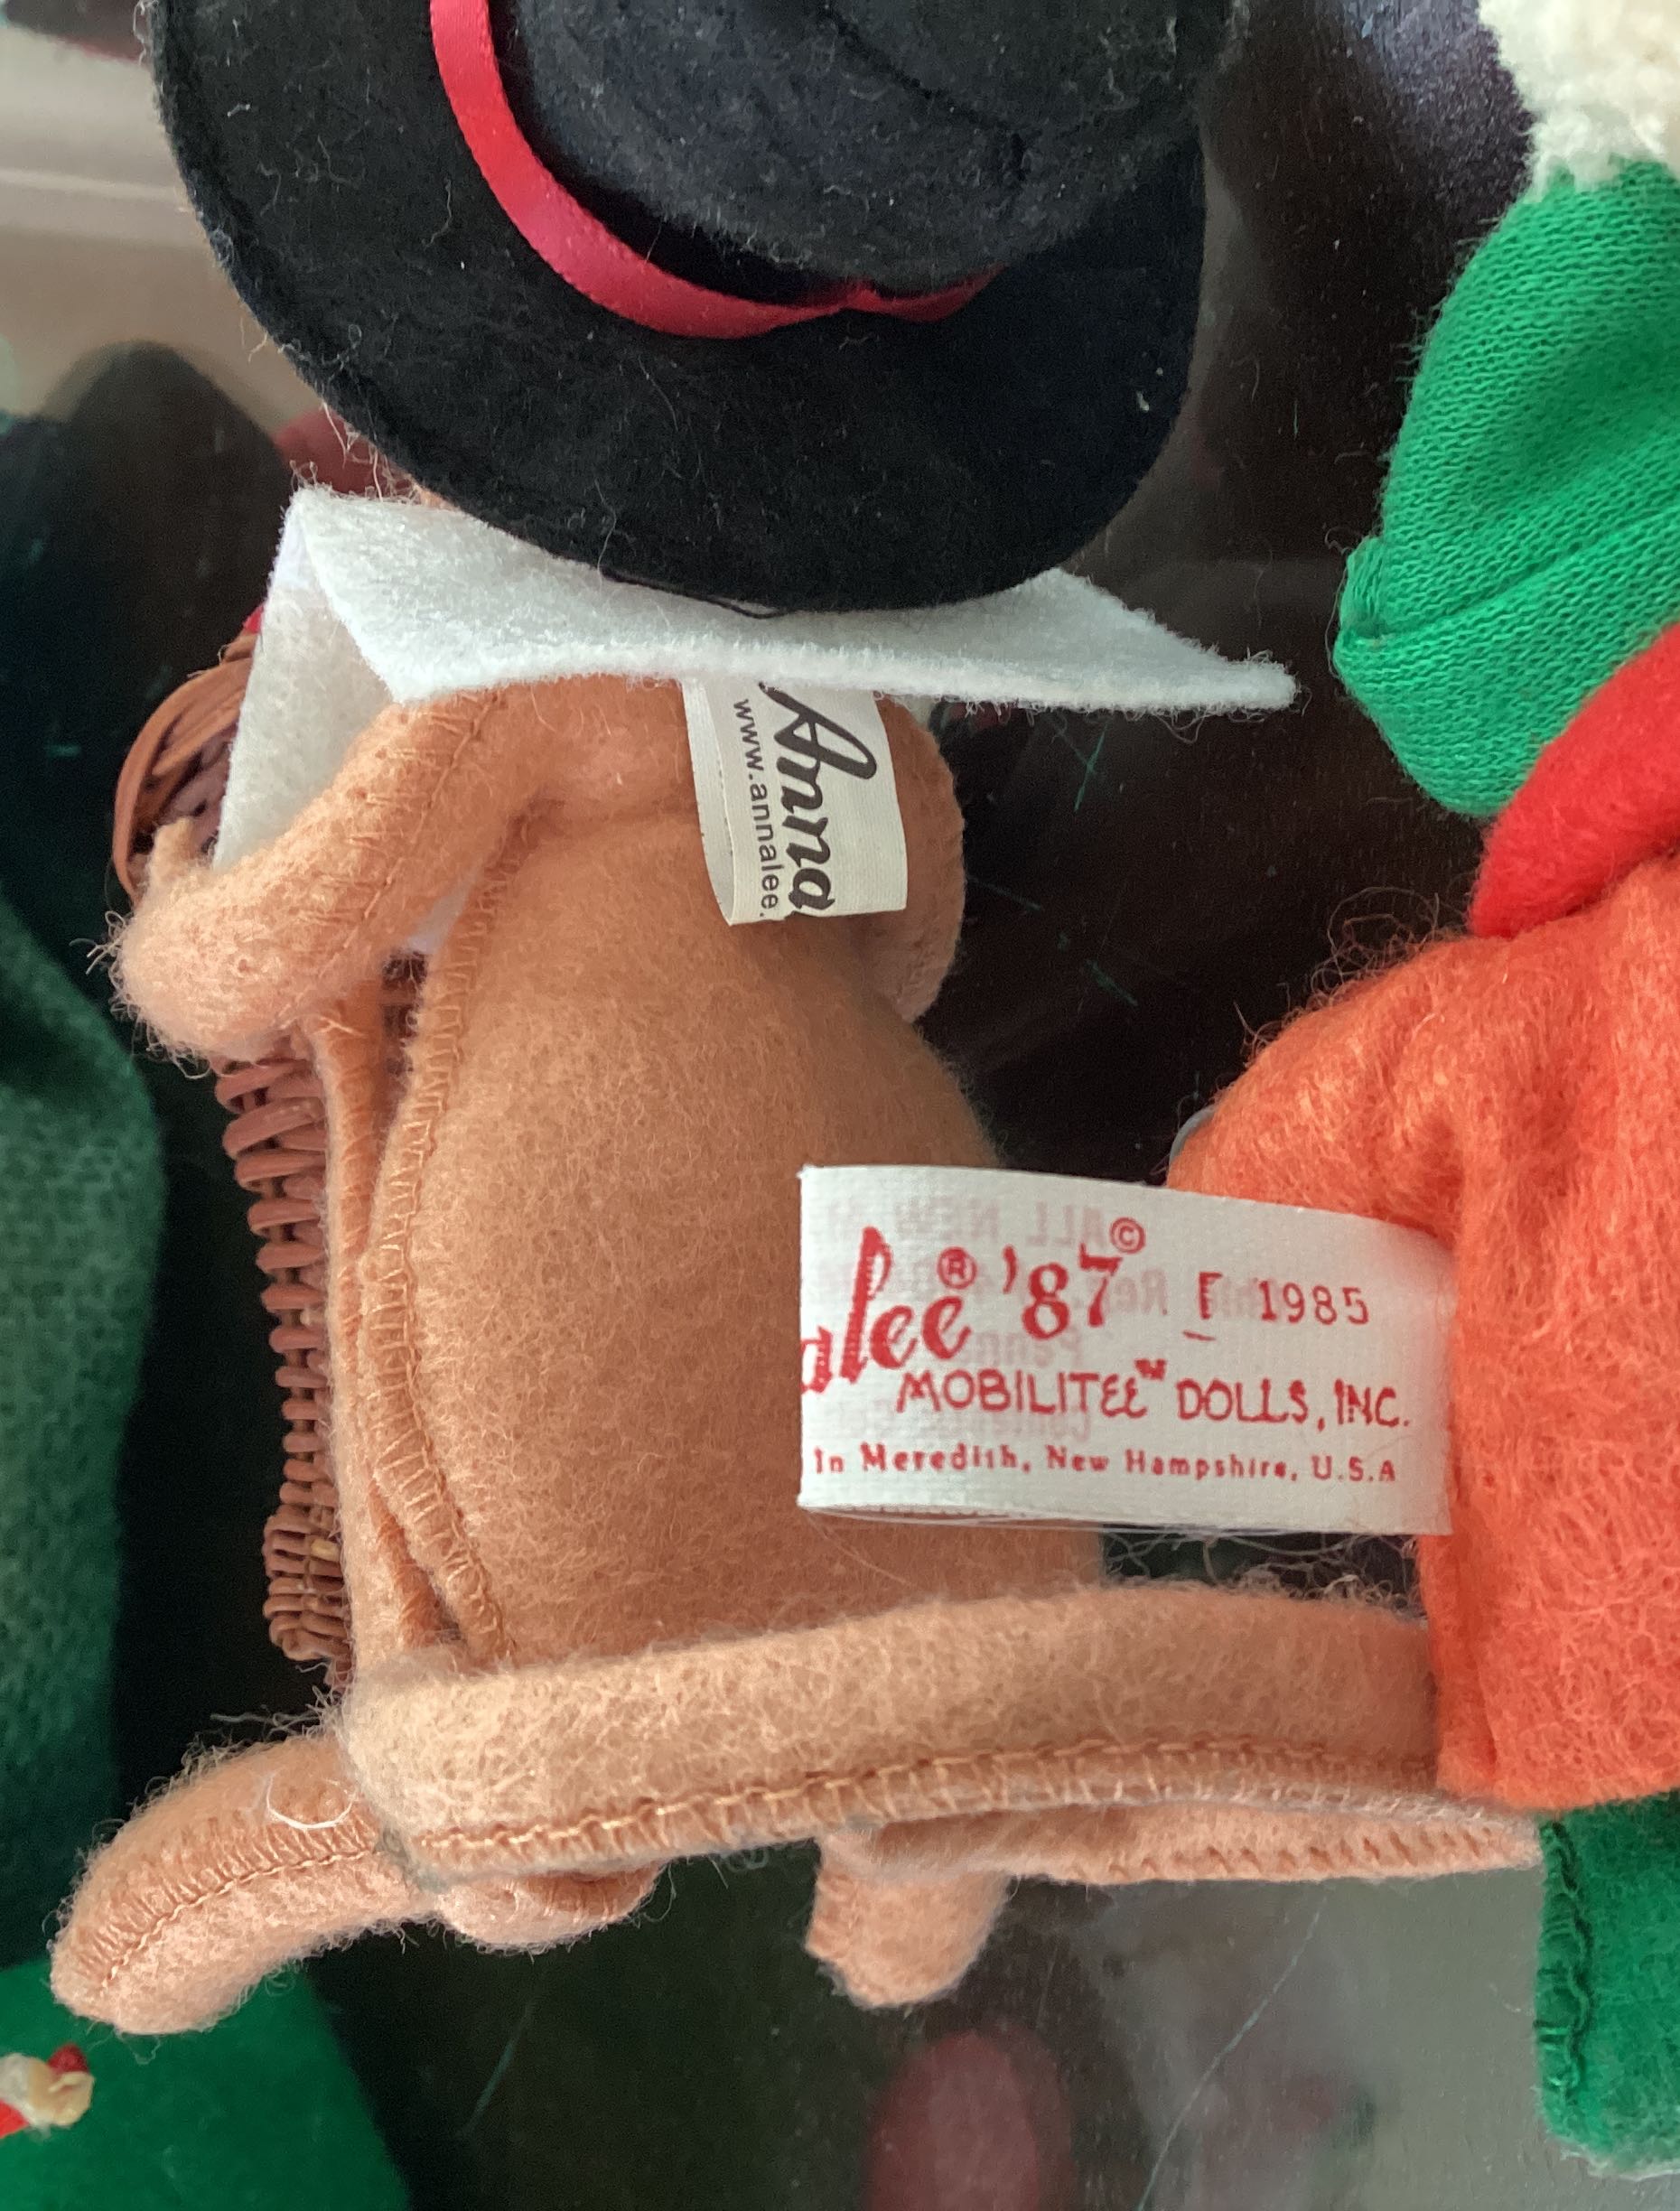 Anna
www.annalee.
alee® '87© 1985
MOBILITEE™ DOLLS, INC.
In Meredith, New Hampshire, U.S.A